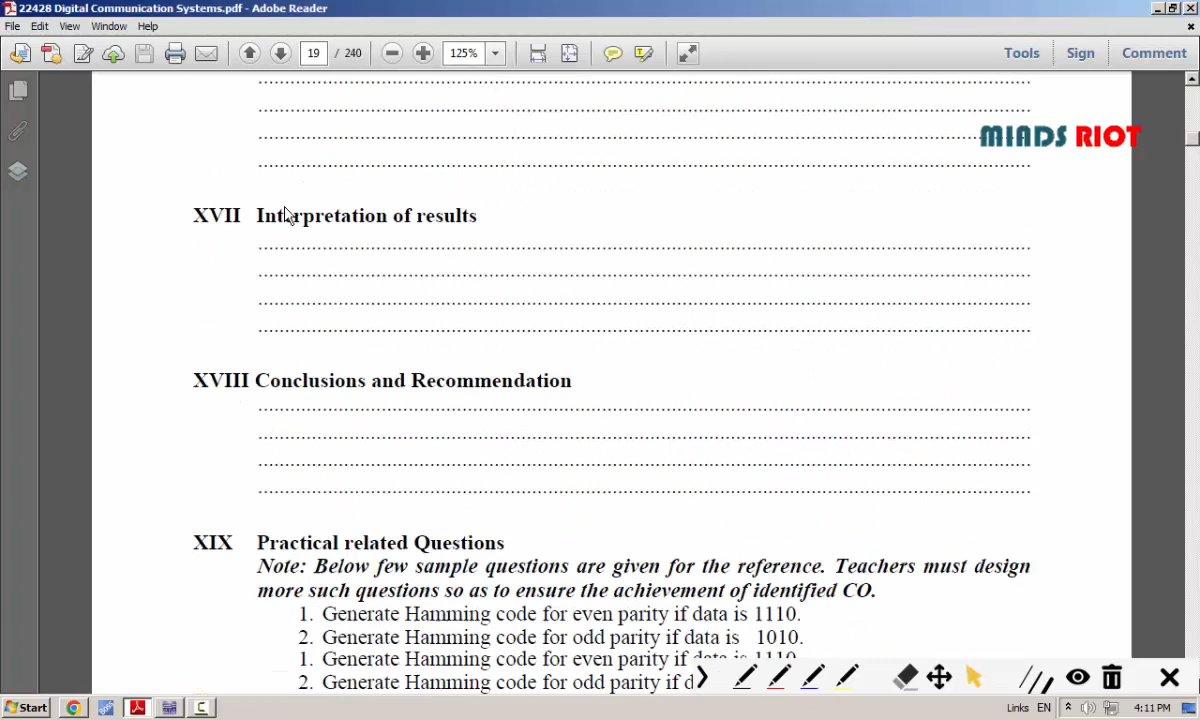 22428 Digital Communication Systems.pdf - Adobe Reader
File Edit View Window Help
19 / 240 125% Tools Sign Comment
MINDS RIOT
XVII Interpretation of results
XVIII Conclusions and Recommendation
XIX Practical related Questions
Note: Below few sample questions are given for the reference. Teachers must design
more such questions so as to ensure the achievement of identified CO.
1. Generate Hamming code for even parity if data is 1110.
2. Generate Hamming code for odd parity if data is 1010.
1. Generate Hamming code for even parity if data is 1110
2. Generate Hamming code for odd parity if d
Start Links EN 4:11 PM